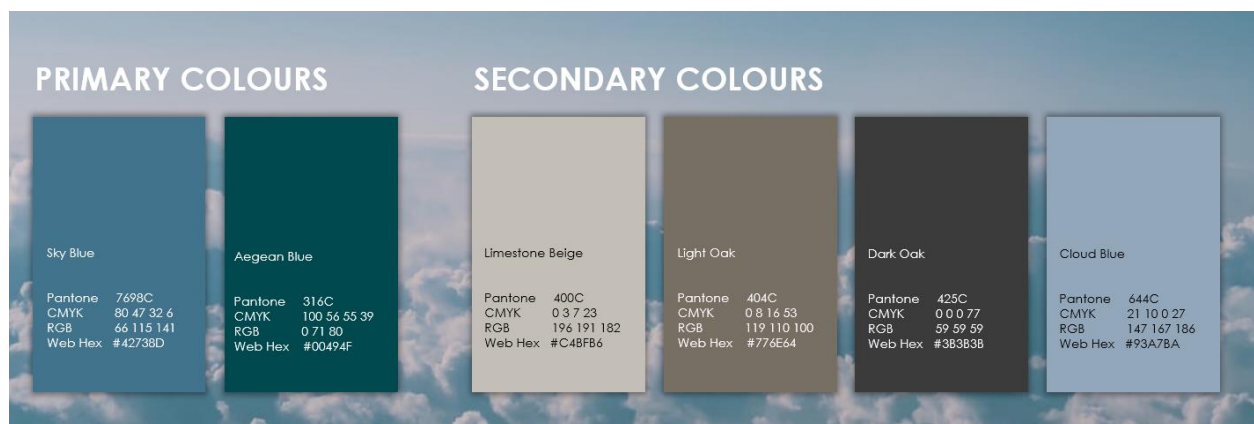 PRIMARY COLOURS
Sky Blue
Pantone 7698C
CMYK 80 47 32 6
RGB 66 115 141
Web Hex #42738D
Aegean Blue
Pantone 316C
CMYK 100 56 55 39
RGB 0 71 80
Web Hex #00494F
SECONDARY COLOURS
Limestone Beige
Pantone 400C
CMYK 0 3 7 23
RGB 196 191 182
Web Hex #C4BFB6
Light Oak
Pantone 404C
CMYK 0 8 16 53
RGB 119 110 100
Web Hex #776E64
Dark Oak
Pantone 425C
CMYK 0 0 0 77
RGB 59 59 59
Web Hex #3B3B3B
Cloud Blue
Pantone 644C
CMYK 21 10 0 27
RGB 147 167 186
Web Hex #93A7BA